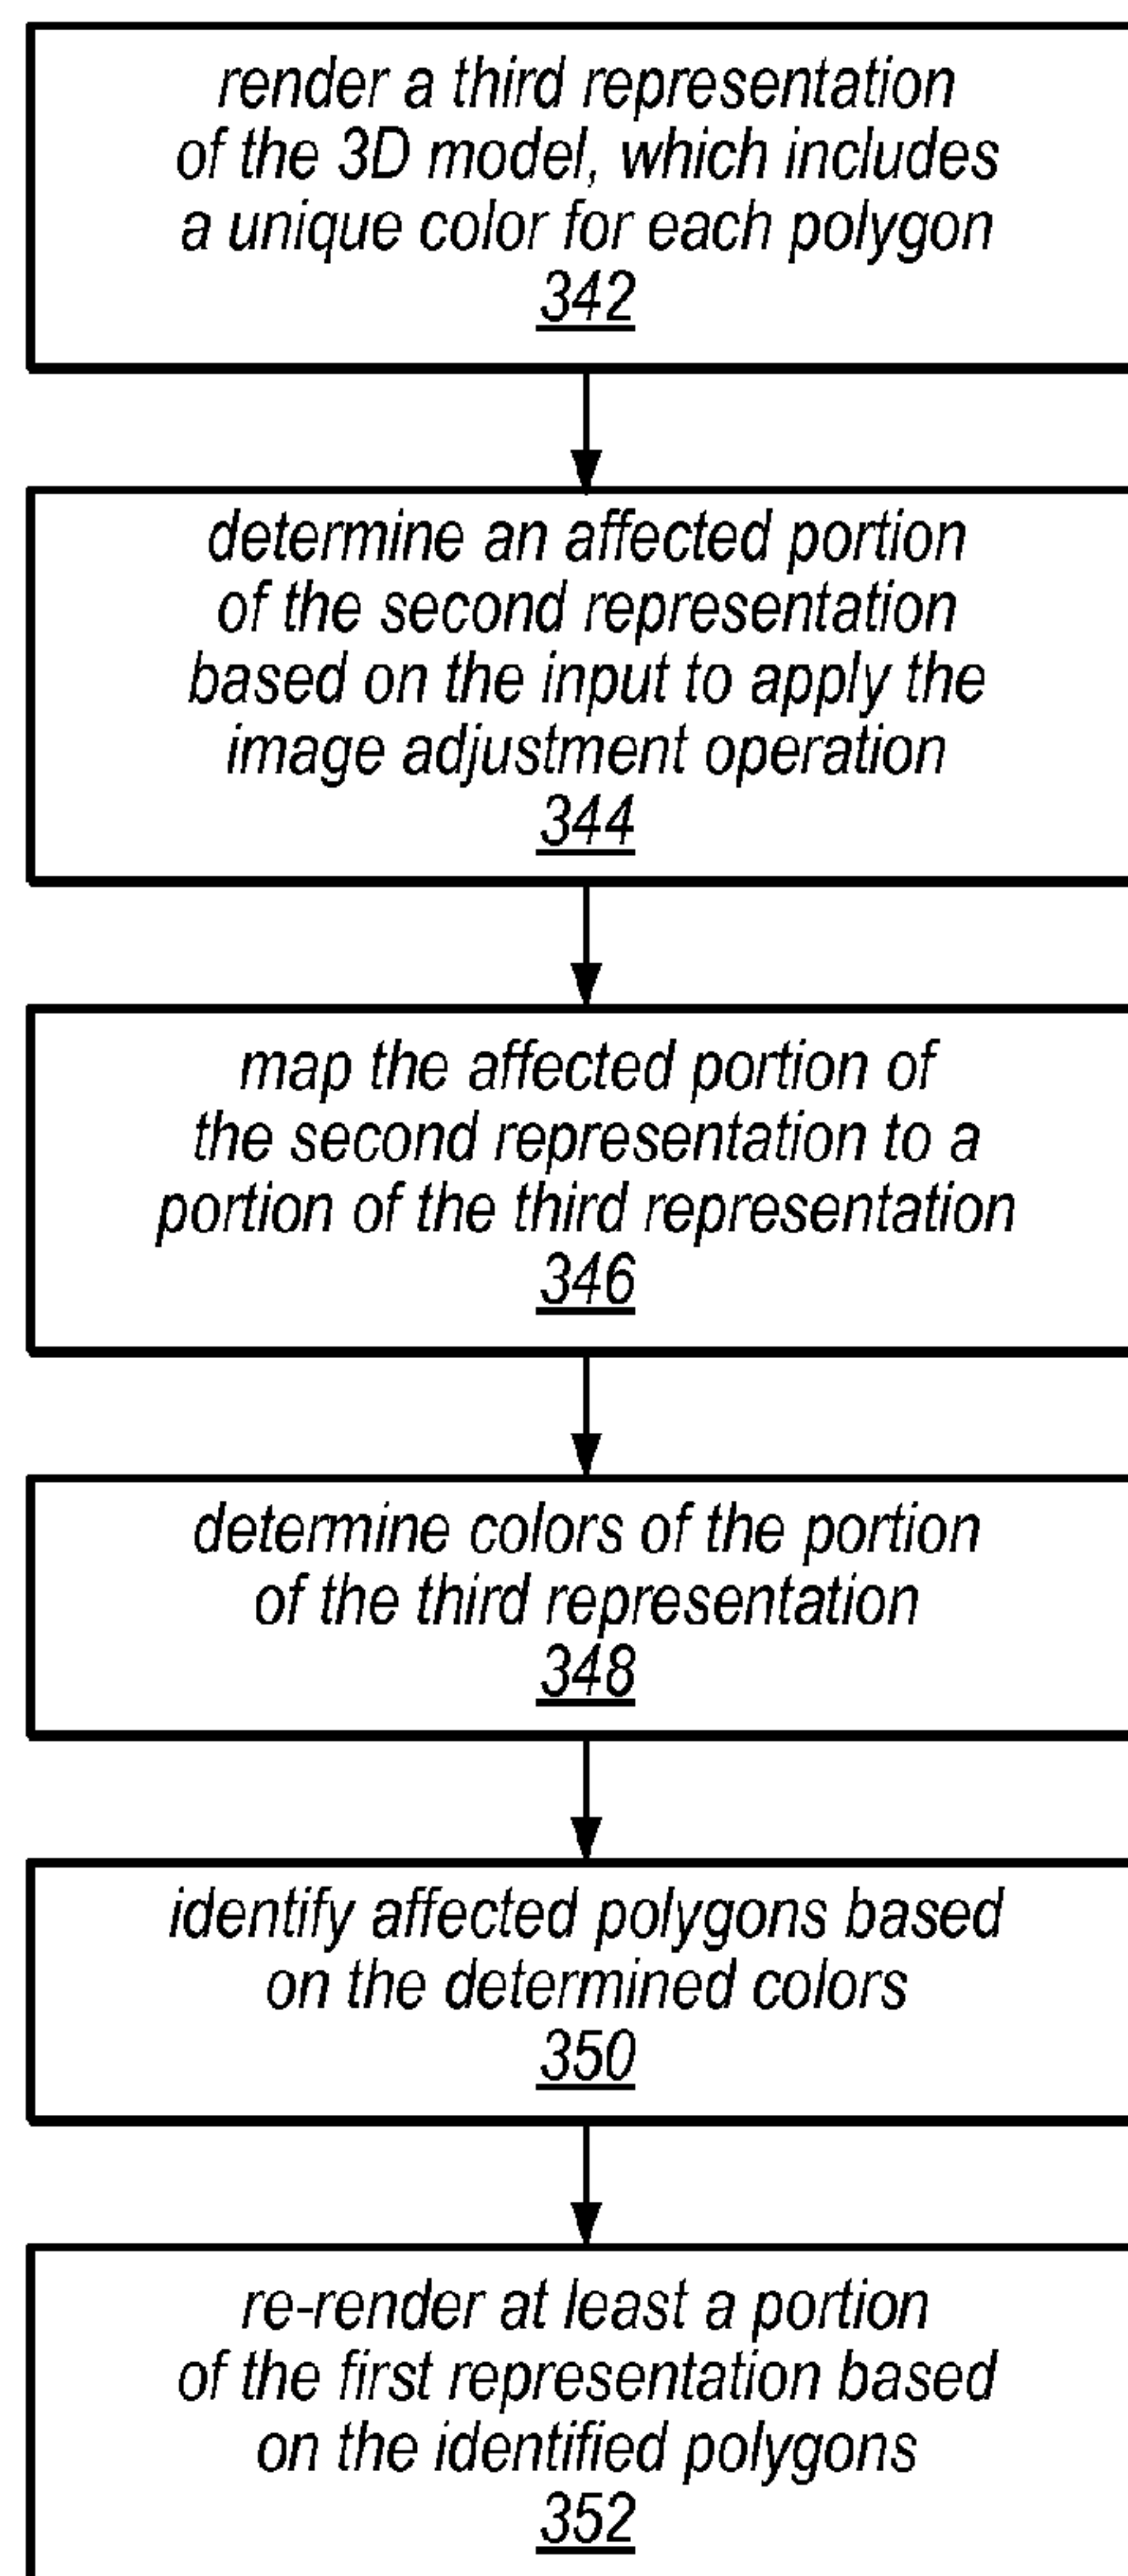 render a third representation
of the 3D model, which includes
a unique color for each polygon
342
determine an affected portion
of the second representation
based on the input to apply the
image adjustment operation
344
map the affected portion of
the second representation to a
portion of the third representation
346
determine colors of the portion
of the third representation
348
identify affected polygons based
on the determined colors
350
re-render at least a portion
of the first representation based
on the identified polygons
352